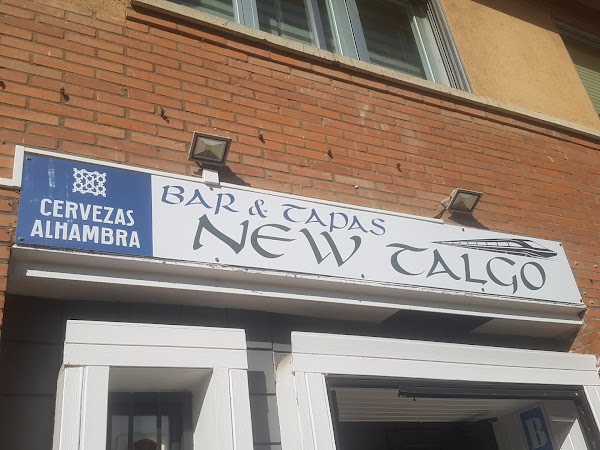 CERVEZAS
ALHAMBRA
BAR & TAPAS
NEW TALGO
B